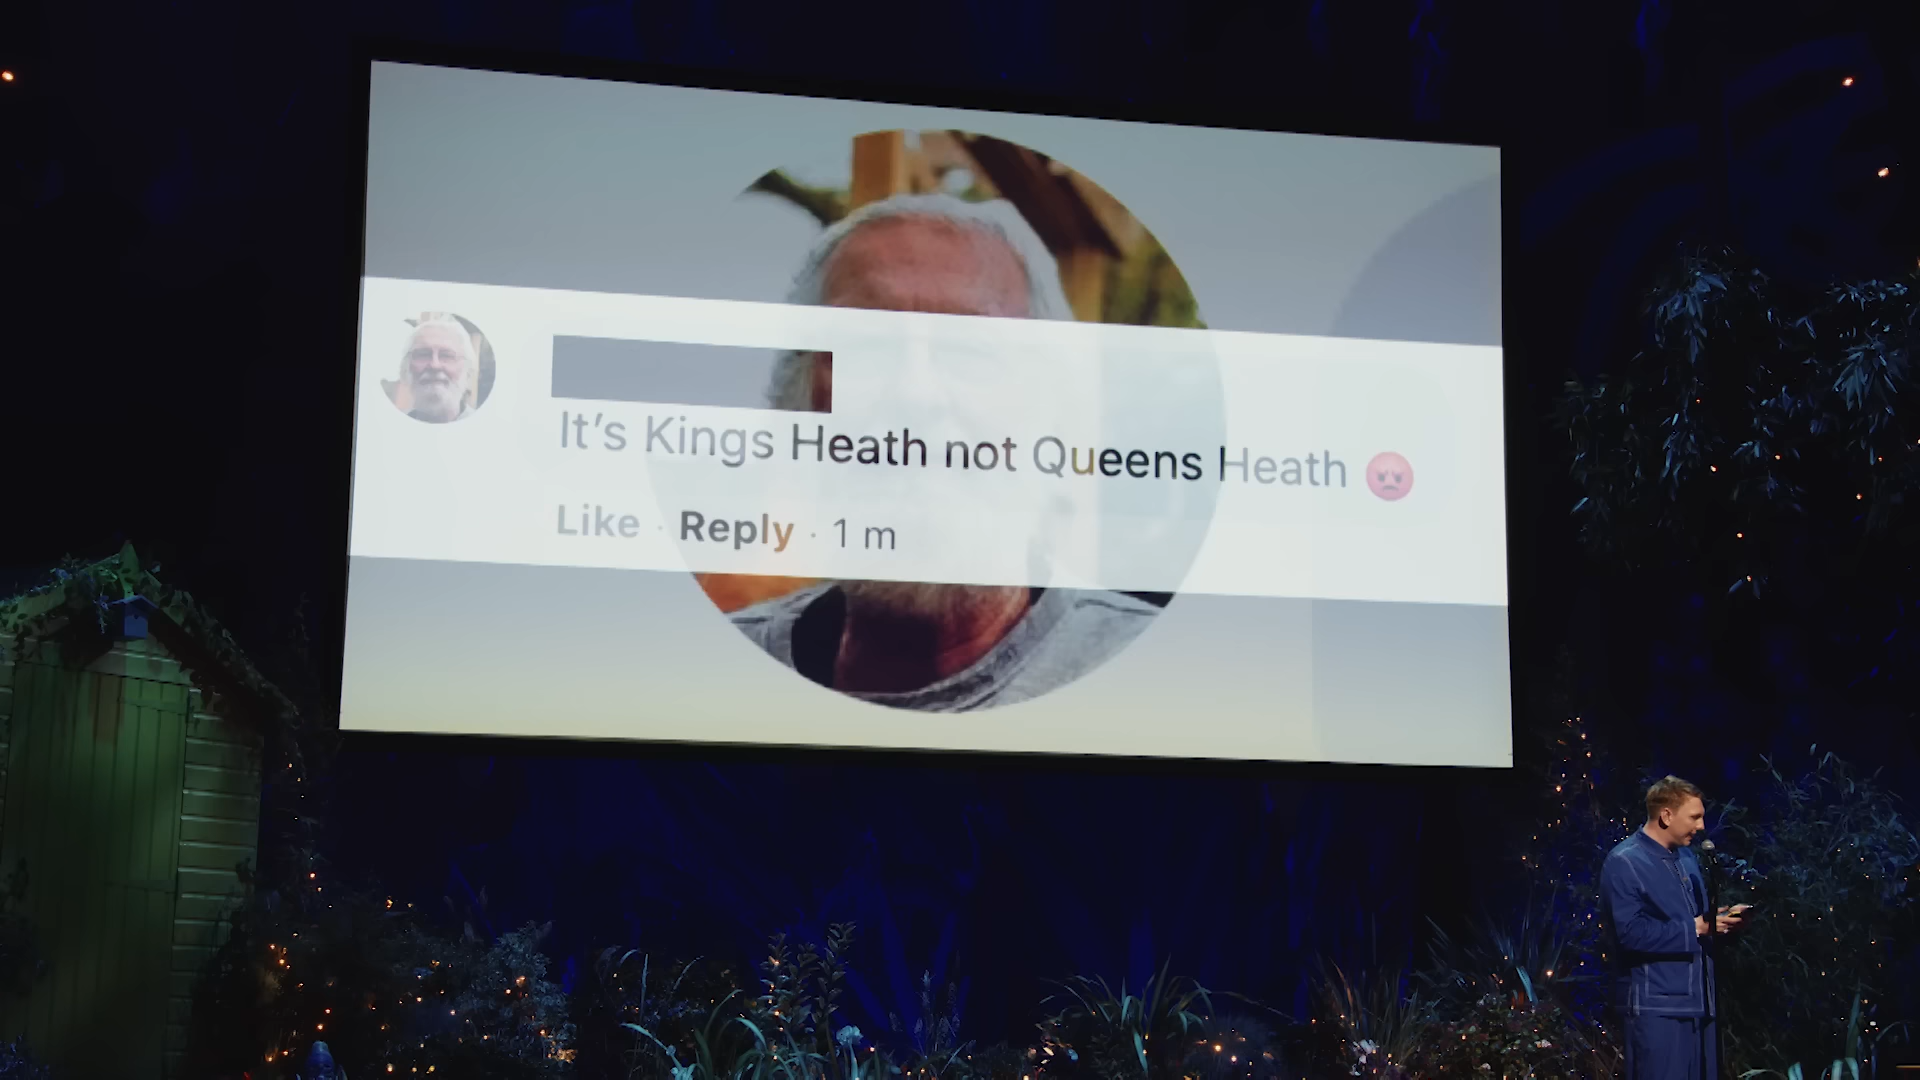 It's Kings Heath not Queens Heath 😡
Like · Reply · 1 m